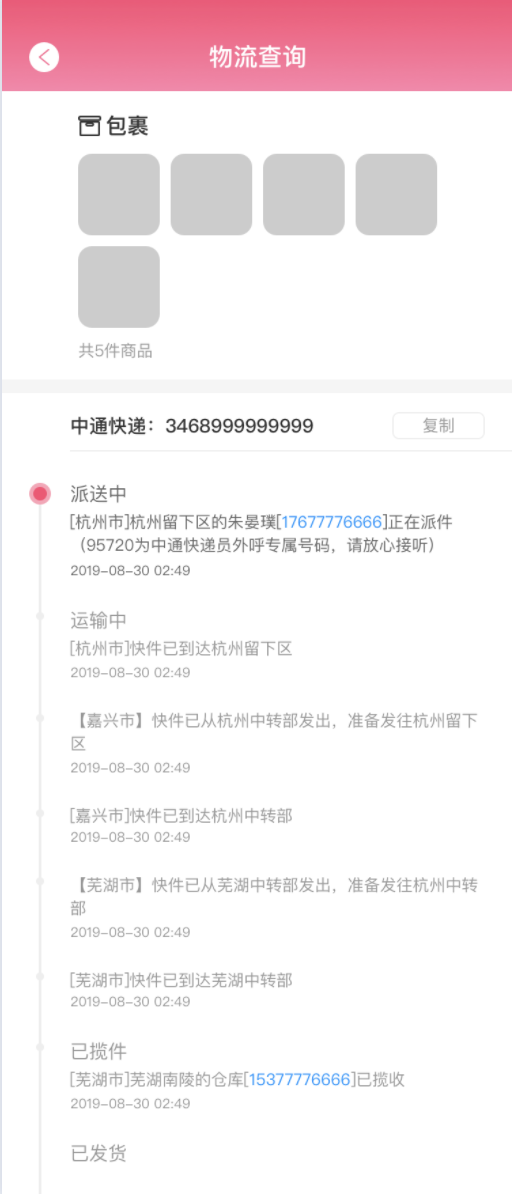 物流查询
包裹
共5件商品
中通快递：3468999999999
复制
派送中
[杭州市]杭州留下区的朱晏璞[17677776666]正在派件
（95720为中通快递员外呼专属号码，请放心接听）
2019-08-30 02:49
运输中
[杭州市]快件已到达杭州留下区
2019-08-30 02:49
【嘉兴市】快件已从杭州中转部发出，准备发往杭州留下
区
2019-08-30 02:49
[嘉兴市]快件已到达杭州中转部
2019-08-30 02:49
【芜湖市】快件已从芜湖中转部发出，准备发往杭州中转
部
2019-08-30 02:49
[芜湖市]快件已到达芜湖中转部
2019-08-30 02:49
已揽件
[芜湖市]芜湖南陵的仓库[15377776666]已揽收
2019-08-30 02:49
已发货